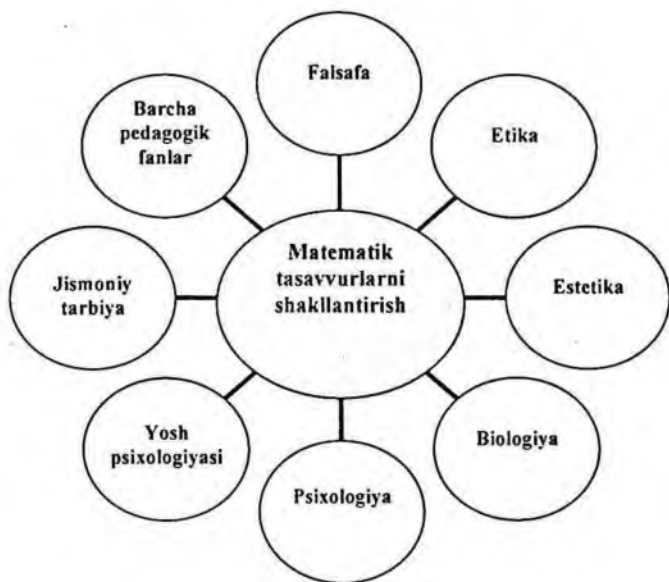 Falsafa
Barcha
pedagogik
fanlar
Etika
Matematik
tasavvurlarni
shakllantirish
Jismoniy
tarbiya
Estetika
Yosh
psixologiyasi
Biologiya
Psixologiya